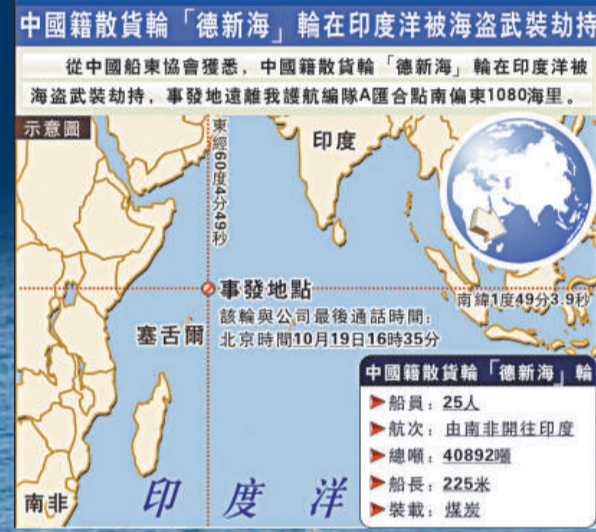 中國籍散貨輪「德新海」輪在印度洋被海盜武裝劫持
從中國船東協會獲悉，中國籍散貨輪「德新海」輪在印度洋被
海盜武裝劫持，事發地遠離我護航編隊A匯合點南偏東1080海里。
示意圖
東經60度4分49秒
印度
南緯1度49分3.9秒
事發地點
該輪與公司最後通話時間：
北京時間10月19日16時35分
塞舌爾
中國籍散貨輪「德新海」輪
船員：25人
航次：由南非開往印度
總噸：40892噸
船長：225米
裝載：煤炭
南非
印度洋